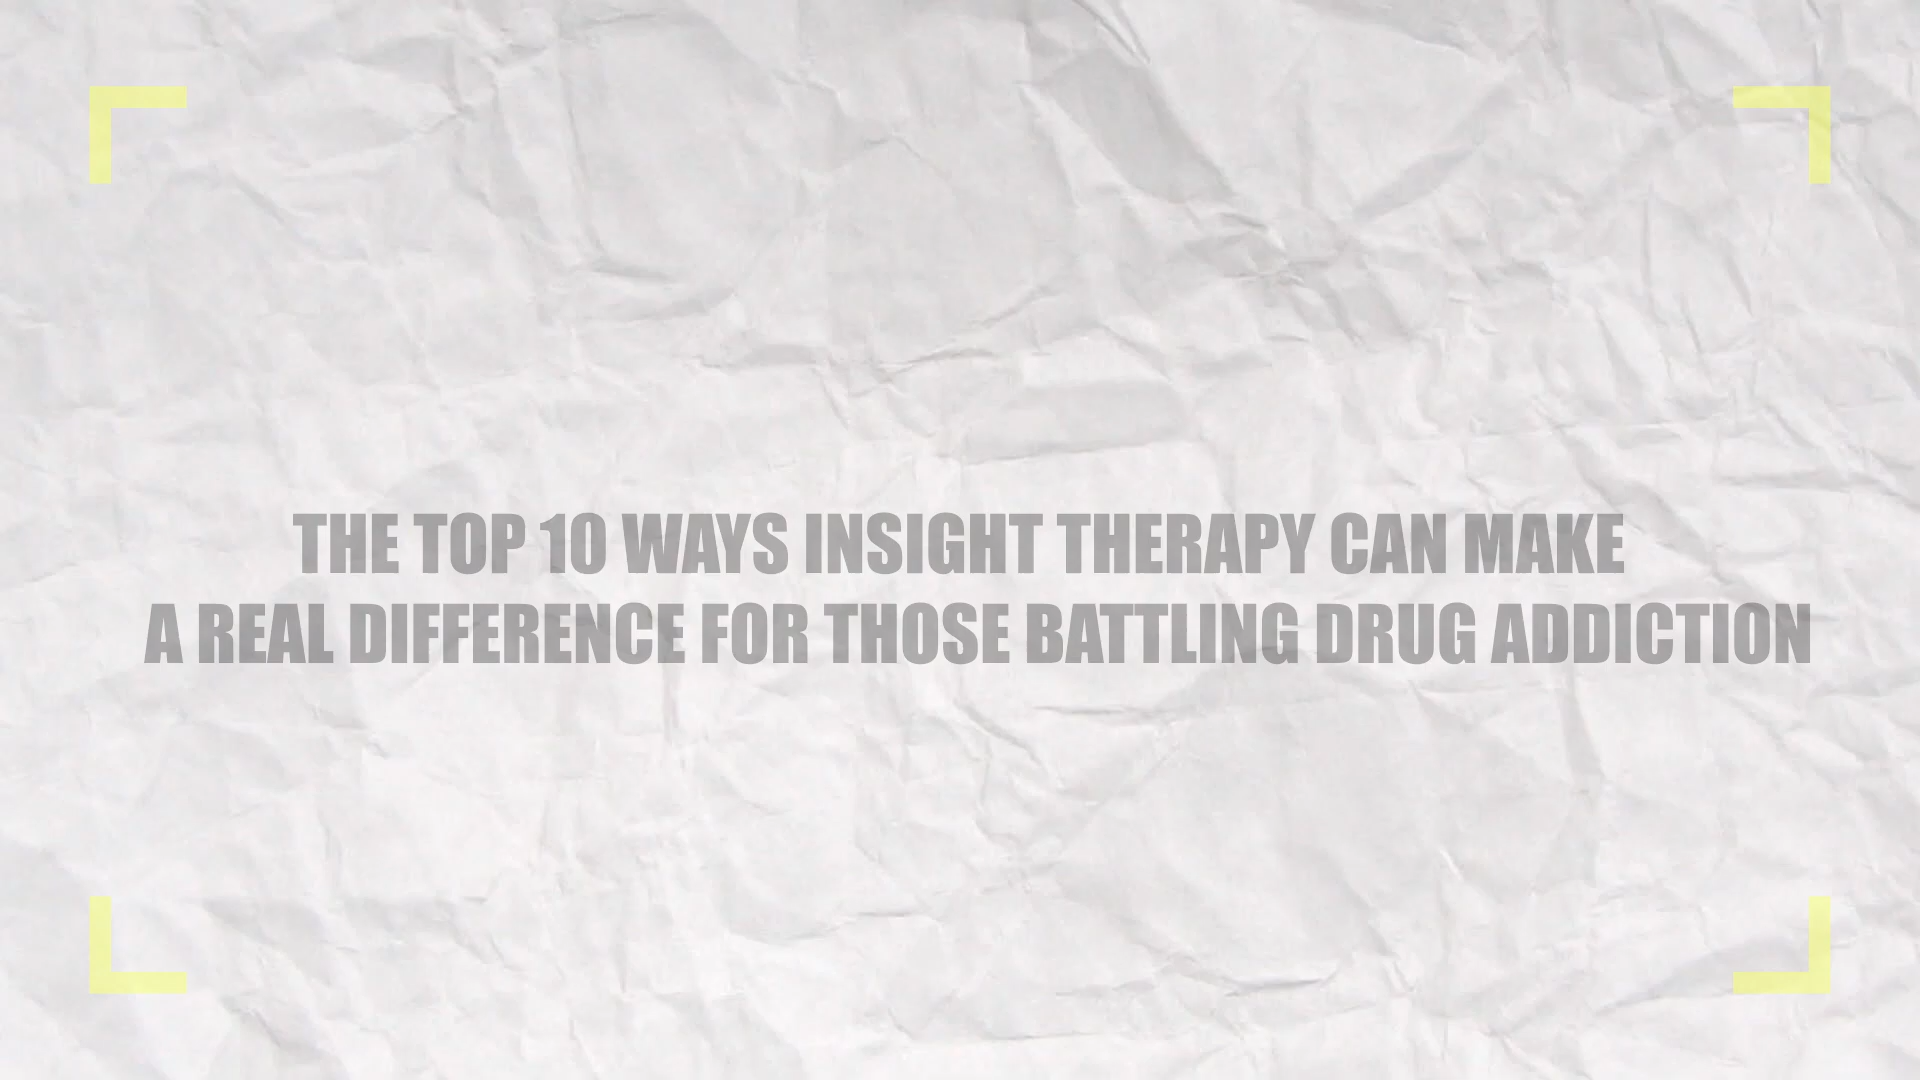 THE TOP 10 WAYS INSIGHT THERAPY CAN MAKE
A REAL DIFFERENCE FOR THOSE BATTLING DRUG ADDICTION